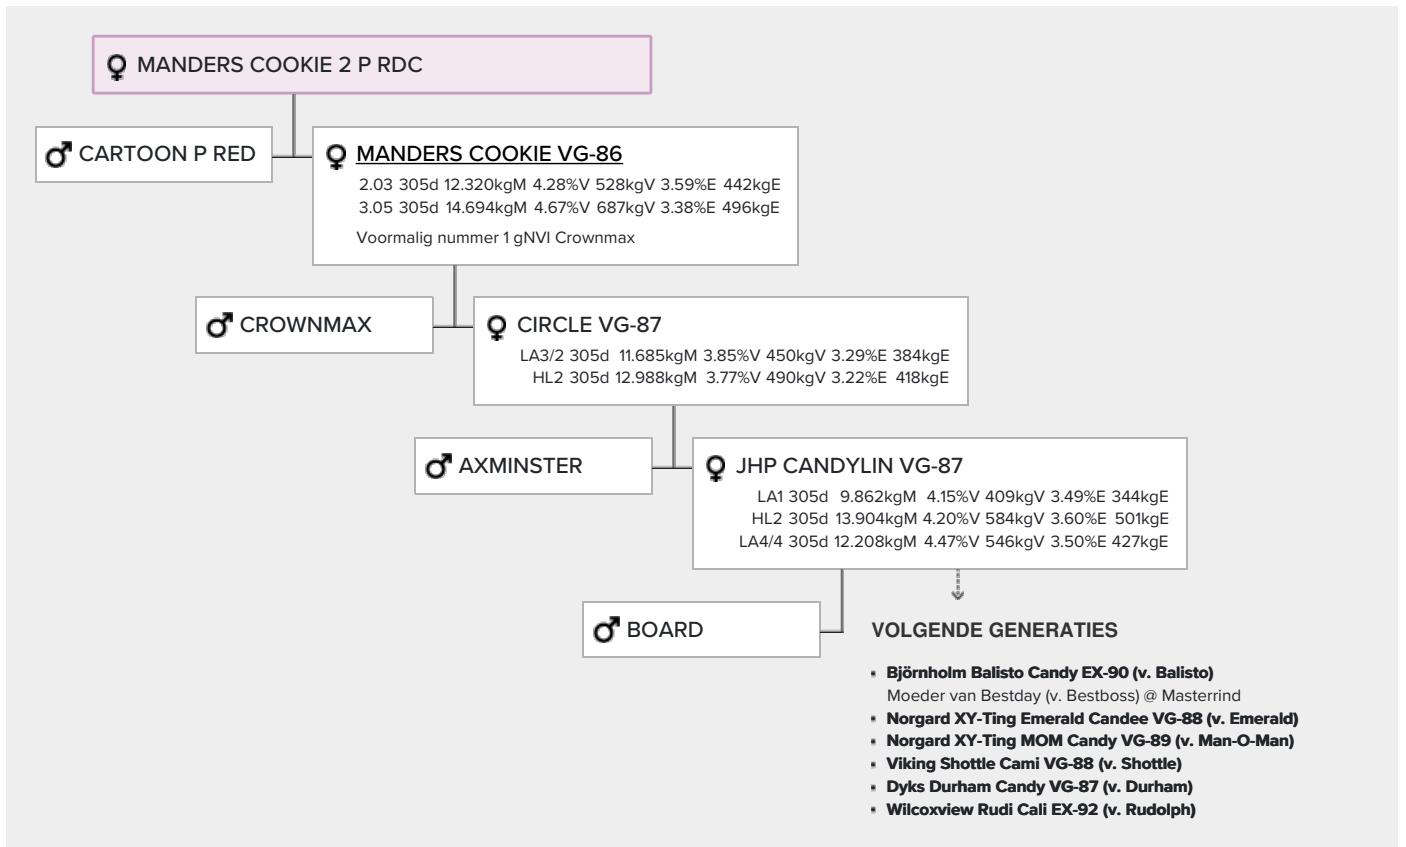 MANDERS COOKIE 2 P RDC
CARTOON P RED
MANDERS COOKIE VG-86
2.03 305d 12.320kgM 4.28%V 528kgV 3.59%E 442kgE
3.05 305d 14.694kgM 4.67%V 687kgV 3.38%E 496kgE
Voormalig nummer 1 gNVI Crownmax
CROWNMAX
CIRCLE VG-87
LA3/2 305d 11.685kgM 3.85%V 450kgV 3.29%E 384kgE
HL2 305d 12.988kgM 3.77%V 490kgV 3.22%E 418kgE
AXMINSTER
JHP CANDYLIN VG-87
LA1 305d 9.862kgM 4.15%V 409kgV 3.49%E 344kgE
HL2 305d 13.904kgM 4.20%V 584kgV 3.60%E 501kgE
LA4/4 305d 12.208kgM 4.47%V 546kgV 3.50%E 427kgE
BOARD
VOLGENDE GENERATIES
Björnholm Balisto Candy EX-90 (v. Balisto)
Moeder van Bestday (v. Bestboss) @ Masterrind
Norgard XY-Ting Emerald Candee VG-88 (v. Emerald)
Norgard XY-Ting MOM Candy VG-89 (v. Man-O-Man)
Viking Shottle Cami VG-88 (v. Shottle)
Dyks Durham Candy VG-87 (v. Durham)
Wilcoxview Rudi Cali EX-92 (v. Rudolph)